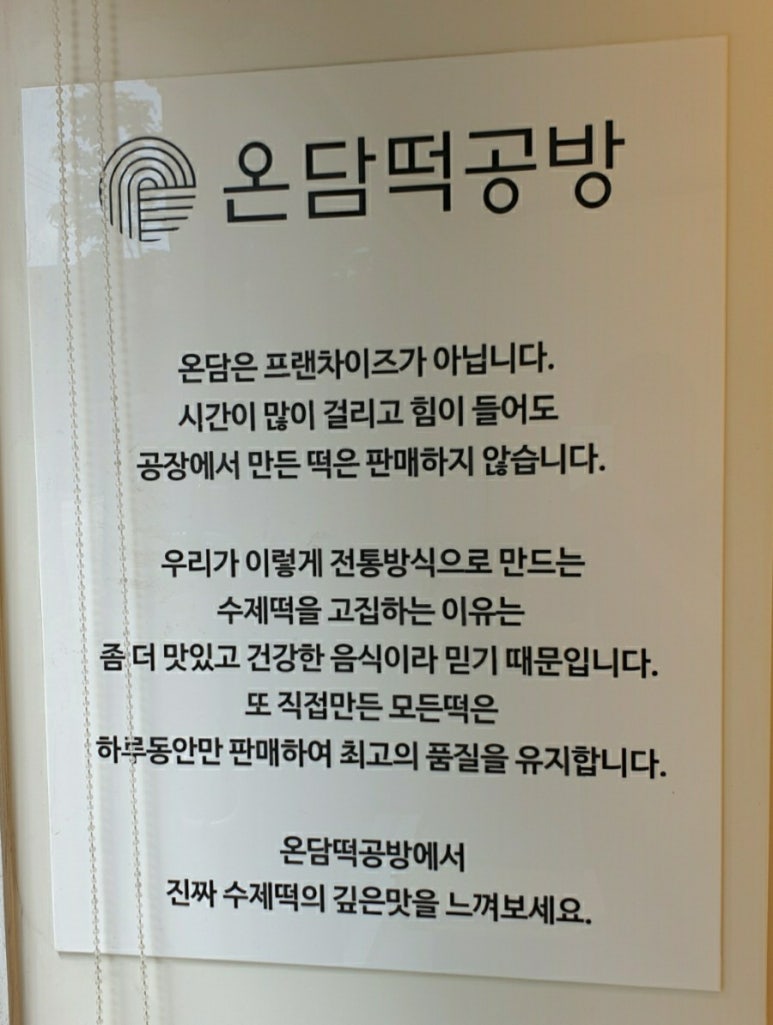 온담떡공방
온담은 프랜차이즈가 아닙니다.
시간이 많이 걸리고 힘이 들어도
공장에서 만든 떡은 판매하지 않습니다.
우리가 이렇게 전통방식으로 만드는
수제떡을 고집하는 이유는
좀 더 맛있고 건강한 음식이라 믿기 때문입니다.
또 직접만든 모든떡은
하루동안만 판매하여 최고의 품질을 유지합니다.
온담떡공방에서
진짜 수제떡의 깊은맛을 느껴보세요.